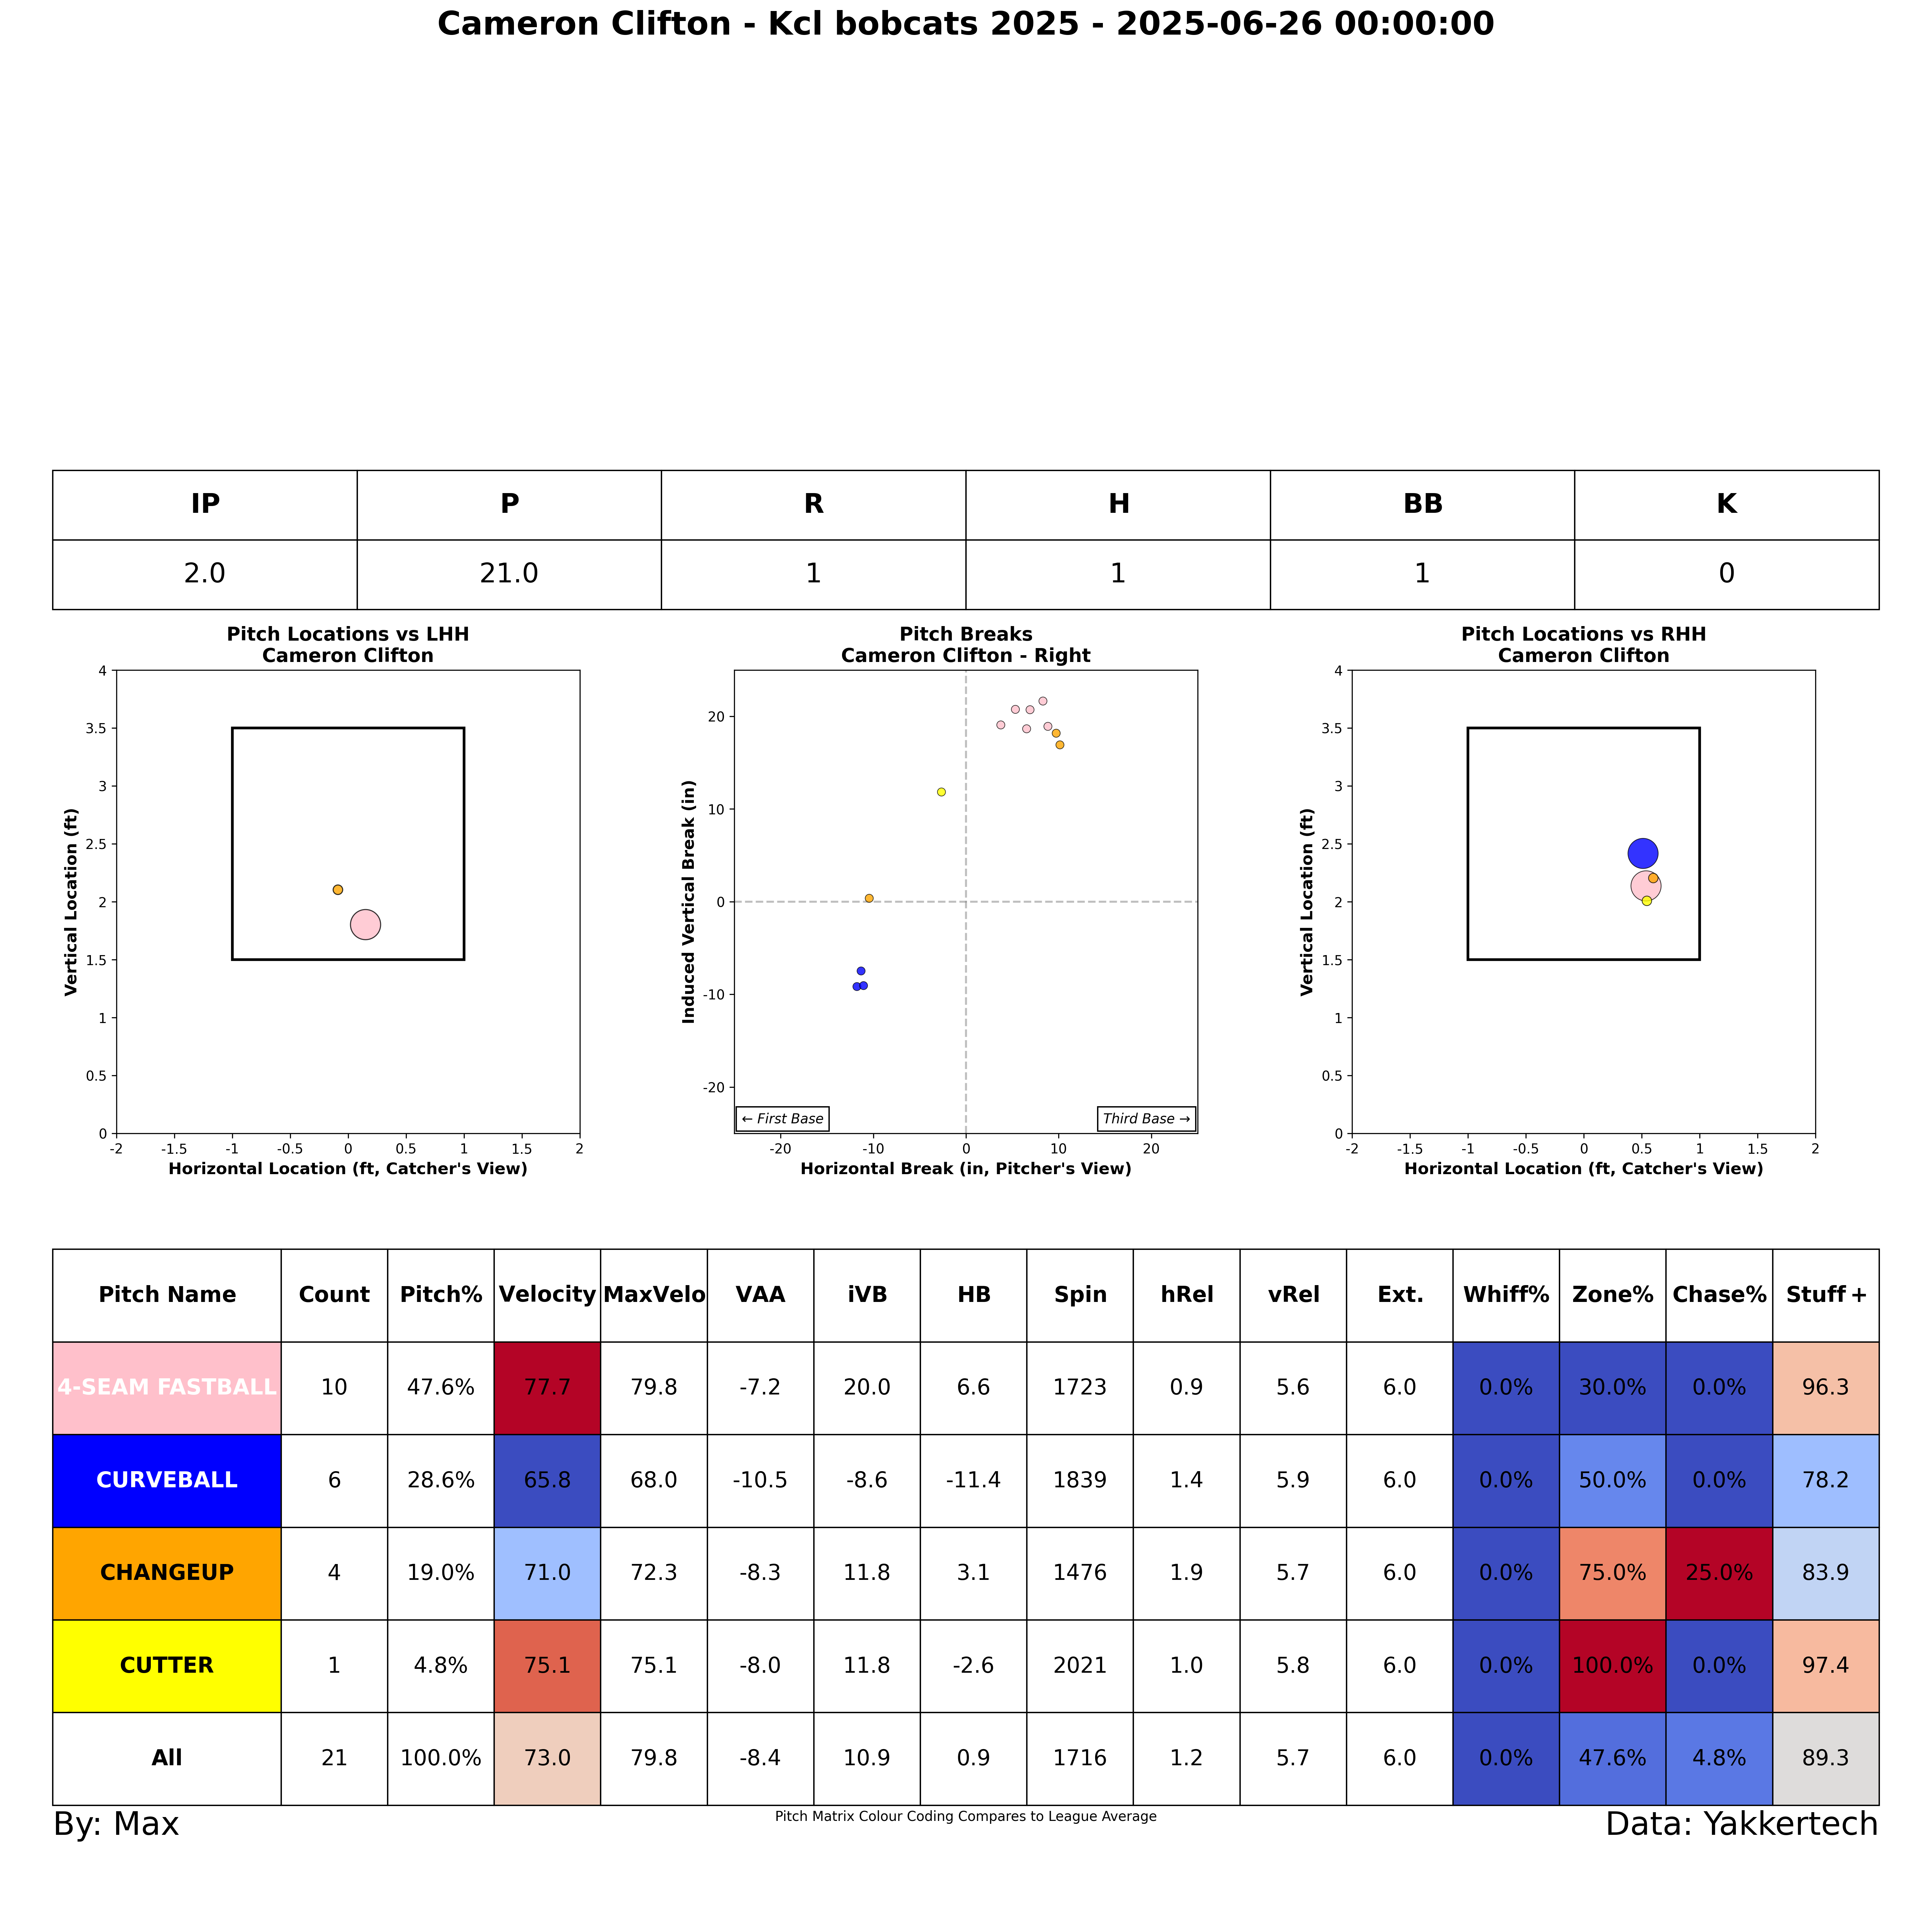 Cameron Clifton - Kcl bobcats 2025 - 2025-06-26 00:00:00
IP P R H BB K
2.0 21.0 1 1 1 0
Pitch Locations vs LHH
Cameron Clifton
4
3.5
3
2.5
2
1.5
1
0.5
0
-2 -1.5 -1 -0.5 0 0.5 1 1.5 2
Vertical Location (ft)
Horizontal Location (ft, Catcher's View)
Pitch Breaks
Cameron Clifton - Right
20
10
0
-10
-20
← First Base Third Base →
-20 -10 0 10 20
Induced Vertical Break (in)
Horizontal Break (in, Pitcher's View)
Pitch Locations vs RHH
Cameron Clifton
4
3.5
3
2.5
2
1.5
1
0.5
0
-2 -1.5 -1 -0.5 0 0.5 1 1.5 2
Vertical Location (ft)
Horizontal Location (ft, Catcher's View)
Pitch Name Count Pitch% Velocity MaxVelo VAA iVB HB Spin hRel vRel Ext. Whiff% Zone% Chase% Stuff+
4-SEAM FASTBALL 10 47.6% 77.7 79.8 -7.2 20.0 6.6 1723 0.9 5.6 6.0 0.0% 30.0% 0.0% 96.3
CURVEBALL 6 28.6% 65.8 68.0 -10.5 -8.6 -11.4 1839 1.4 5.9 6.0 0.0% 50.0% 0.0% 78.2
CHANGEUP 4 19.0% 71.0 72.3 -8.3 11.8 3.1 1476 1.9 5.7 6.0 0.0% 75.0% 25.0% 83.9
CUTTER 1 4.8% 75.1 75.1 -8.0 11.8 -2.6 2021 1.0 5.8 6.0 0.0% 100.0% 0.0% 97.4
All 21 100.0% 73.0 79.8 -8.4 10.9 0.9 1716 1.2 5.7 6.0 0.0% 47.6% 4.8% 89.3
By: Max
Pitch Matrix Colour Coding Compares to League Average
Data: Yakkertech